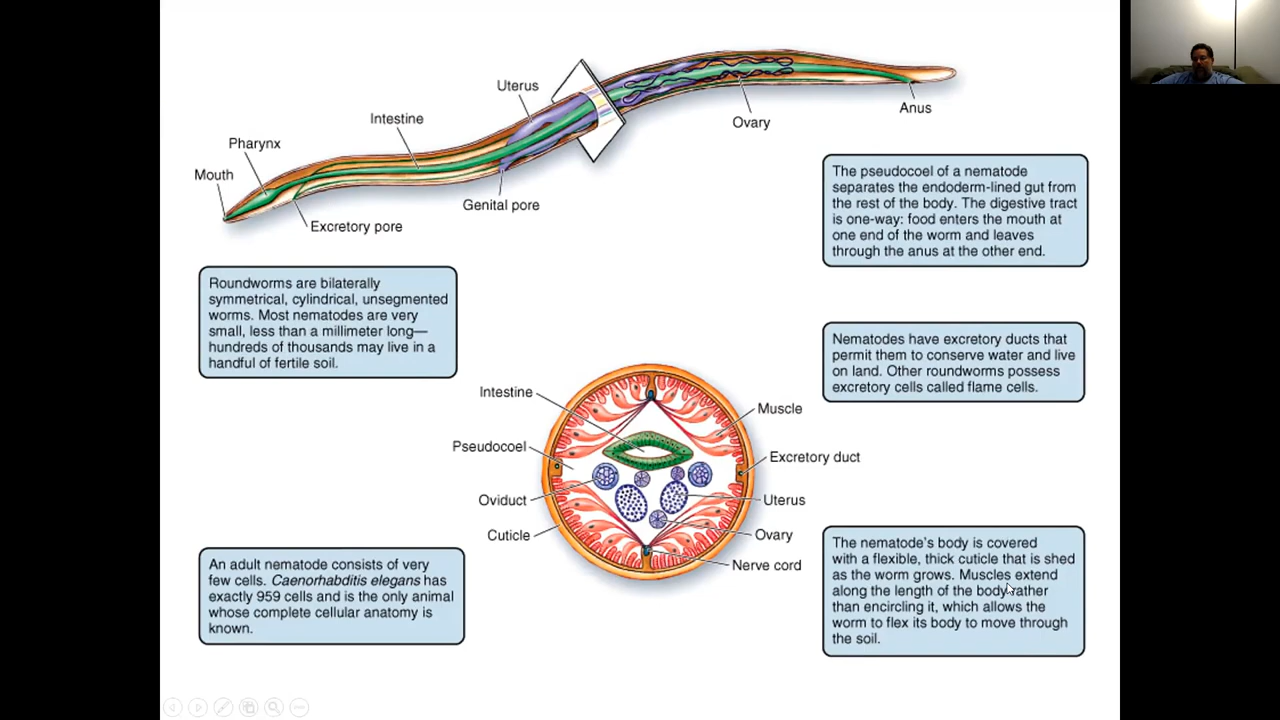 Uterus
Ovary
Anus
Intestine
Pharynx
Mouth
Genital pore
Excretory pore
The pseudocoel of a nematode
separates the endoderm-lined gut from
the rest of the body. The digestive tract
is one-way: food enters the mouth at
one end of the worm and leaves
through the anus at the other end.
Roundworms are bilaterally
symmetrical, cylindrical, unsegmented
worms. Most nematodes are very
small, less than a millimeter long—
hundreds of thousands may live in a
handful of fertile soil.
Nematodes have excretory ducts that
permit them to conserve water and live
on land. Other roundworms possess
excretory cells called flame cells.
Intestine
Muscle
Pseudocoel
Excretory duct
Oviduct
Uterus
Cuticle
Ovary
Nerve cord
An adult nematode consists of very
few cells. Caenorhabditis elegans has
exactly 959 cells and is the only animal
whose complete cellular anatomy is
known.
The nematode's body is covered
with a flexible, thick cuticle that is shed
as the worm grows. Muscles extend
along the length of the body rather
than encircling it, which allows the
worm to flex its body to move through
the soil.